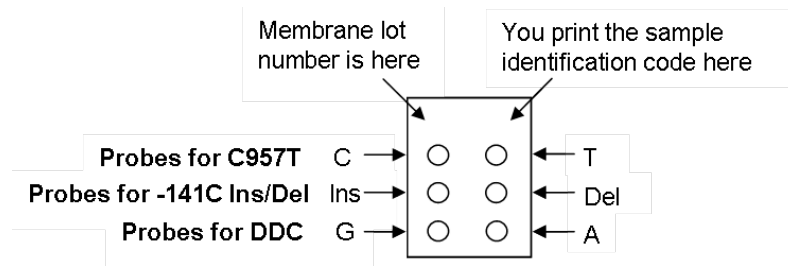 Membrane lot
number is here
You print the sample
identification code here
Probes for C957T C T
Probes for -141C Ins/Del Ins Del
Probes for DDC G A